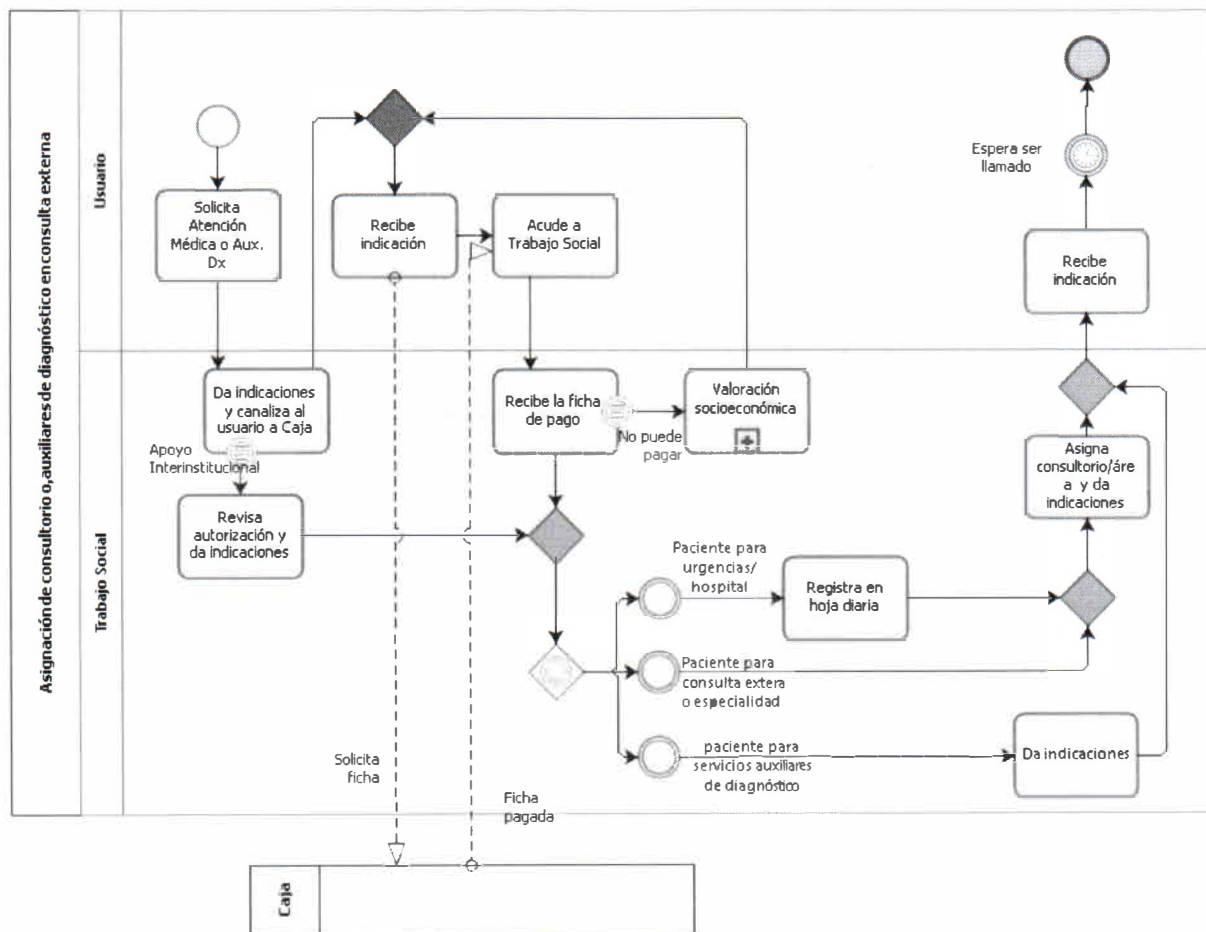 Asignación de consultorio o,auxiliares de diagnóstico en consulta externa
Usuario
Solicita
Atención
Médica o Aux.
Dx
Recibe
indicación
Acude a
Trabajo Social
Espera ser
llamado
Recibe
indicación
Trabajo Social
Da indicaciones
y canaliza al
usuario a Caja
Apoyo
Interinstitucional
Revisa
autorización y
da indicaciones
Recibe la ficha
de pago
No puede
pagar
Valoración
socioeconómica
Asigna
consultorio/áre
a y da
indicaciones
Paciente para
urgencias/
hospital
Registra en
hoja diaria
Paciente para
consulta extera
o especialidad
paciente para
servicios auxiliares
de diagnóstico
Da indicaciones
Solicita
ficha
Ficha
pagada
Caja